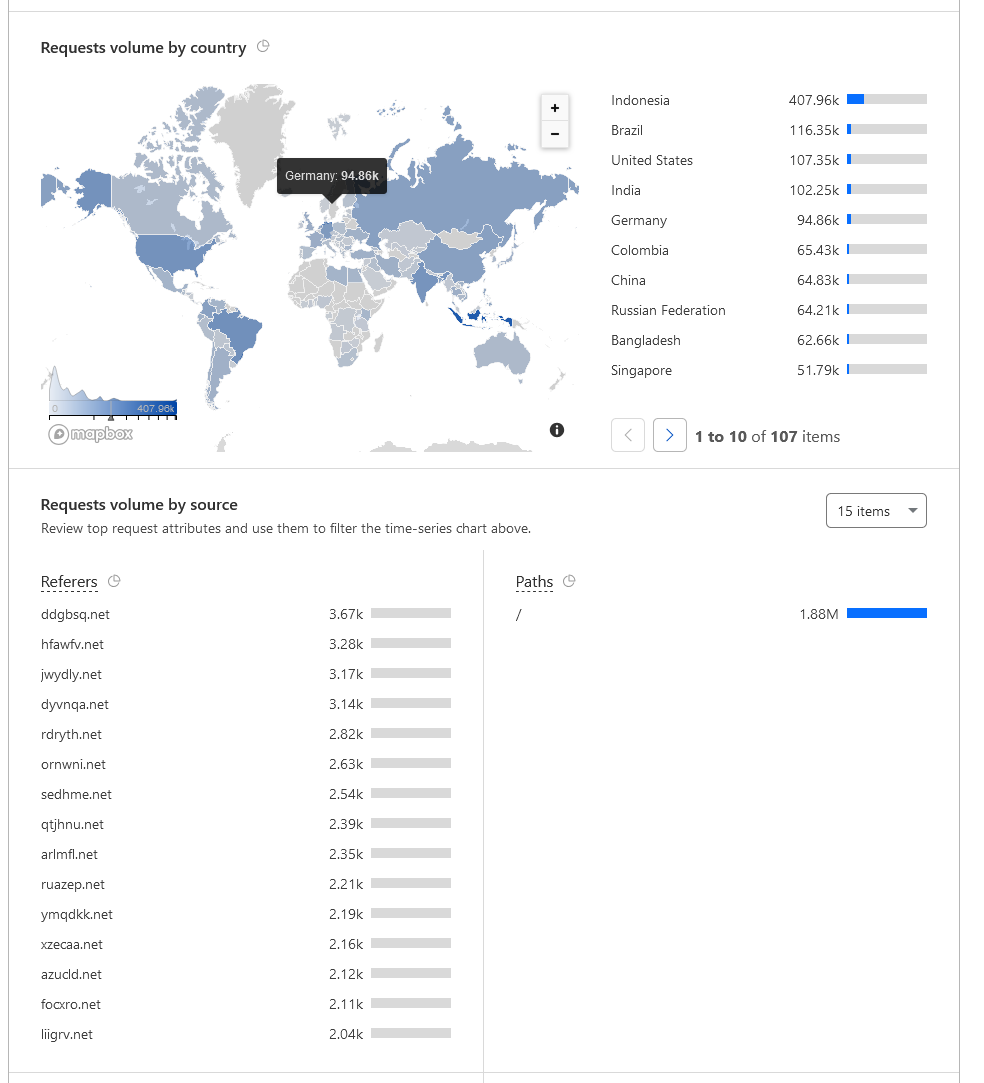 Requests volume by country
+
−
Germany: 94.86k
0 407.96k
mapbox
Indonesia 407.96k
Brazil 116.35k
United States 107.35k
India 102.25k
Germany 94.86k
Colombia 65.43k
China 64.83k
Russian Federation 64.21k
Bangladesh 62.66k
Singapore 51.79k
1 to 10 of 107 items
Requests volume by source
Review top request attributes and use them to filter the time-series chart above.
15 items
Referers
ddgbsq.net 3.67k
hfawfv.net 3.28k
jwydly.net 3.17k
dyvnqa.net 3.14k
rdryth.net 2.82k
ornwni.net 2.63k
sedhme.net 2.54k
qtjhnu.net 2.39k
arlmfl.net 2.35k
ruazep.net 2.21k
ymqdkk.net 2.19k
xzecaa.net 2.16k
azucld.net 2.12k
focxro.net 2.11k
liigrv.net 2.04k
Paths
/ 1.88M